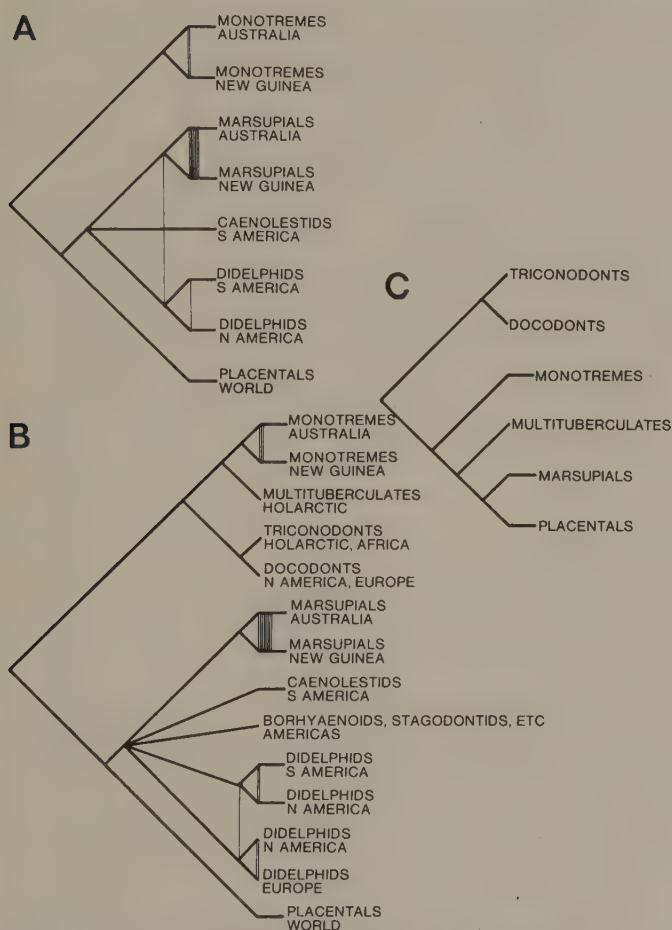 A
MONOTREMES
AUSTRALIA
MONOTREMES
NEW GUINEA
MARSUPIALS
AUSTRALIA
MARSUPIALS
NEW GUINEA
CAENOLESTIDS
S AMERICA
DIDELPHIDS
S AMERICA
DIDELPHIDS
N AMERICA
PLACENTALS
WORLD
B
MONOTREMES
AUSTRALIA
MONOTREMES
NEW GUINEA
MULTITUBERCULATES
HOLARCTIC
TRICONODONTS
HOLARCTIC, AFRICA
DOCODONTS
N AMERICA, EUROPE
MARSUPIALS
AUSTRALIA
MARSUPIALS
NEW GUINEA
CAENOLESTIDS
S AMERICA
BORHYAENOIDS, STAGODONTIDS, ETC
AMERICAS
DIDELPHIDS
S AMERICA
DIDELPHIDS
N AMERICA
DIDELPHIDS
N AMERICA
DIDELPHIDS
EUROPE
PLACENTALS
WORLD
C
TRICONODONTS
DOCODONTS
MONOTREMES
MULTITUBERCULATES
MARSUPIALS
PLACENTALS